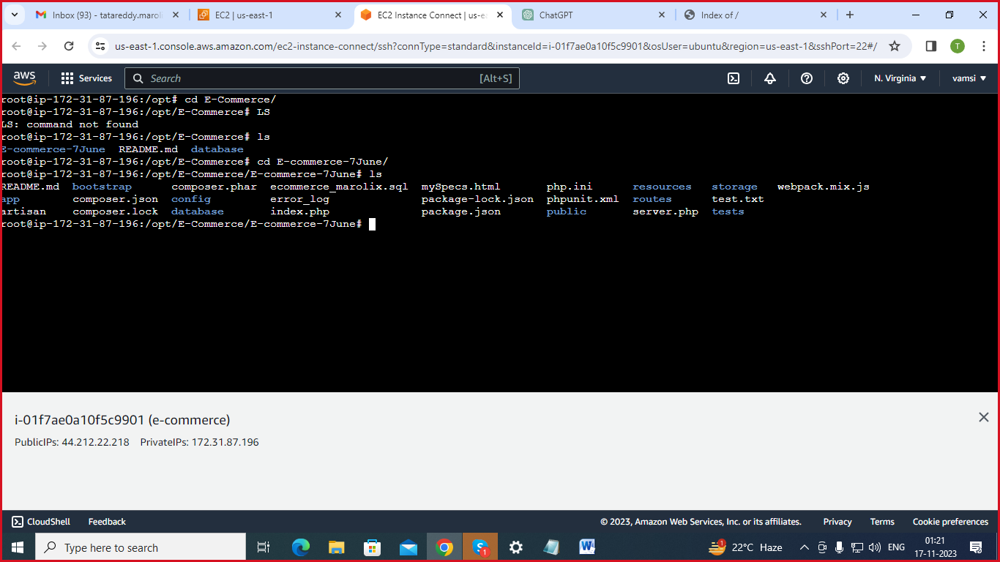 Inbox (93) - tatareddy.maroli
EC2 | us-east-1
EC2 Instance Connect | us-ea
ChatGPT
Index of /
us-east-1.console.aws.amazon.com/ec2-instance-connect/ssh?connType=standard&instanceId=i-01f7ae0a10f5c9901&osUser=ubuntu&region=us-east-1&sshPort=22#/
T
aws
Services
Search
[Alt+S]
N. Virginia
vamsi
root@ip-172-31-87-196:/opt# cd E-Commerce/
root@ip-172-31-87-196:/opt/E-Commerce# LS
LS: command not found
root@ip-172-31-87-196:/opt/E-Commerce# ls
E-commerce-7June README.md database
root@ip-172-31-87-196:/opt/E-Commerce# cd E-commerce-7June/
root@ip-172-31-87-196:/opt/E-Commerce/E-commerce-7June# ls
README.md bootstrap composer.phar ecommerce_marolix.sql mySpecs.html php.ini resources storage webpack.mix.js
app composer.json config error_log package-lock.json phpunit.xml routes test.txt
artisan composer.lock database index.php package.json public server.php tests
root@ip-172-31-87-196:/opt/E-Commerce/E-commerce-7June#
i-01f7ae0a10f5c9901 (e-commerce)
PublicIPs: 44.212.22.218 PrivateIPs: 172.31.87.196
CloudShell
Feedback
© 2023, Amazon Web Services, Inc. or its affiliates.
Privacy
Terms
Cookie preferences
Type here to search
1
1
22°C Haze
ENG
01:21
17-11-2023